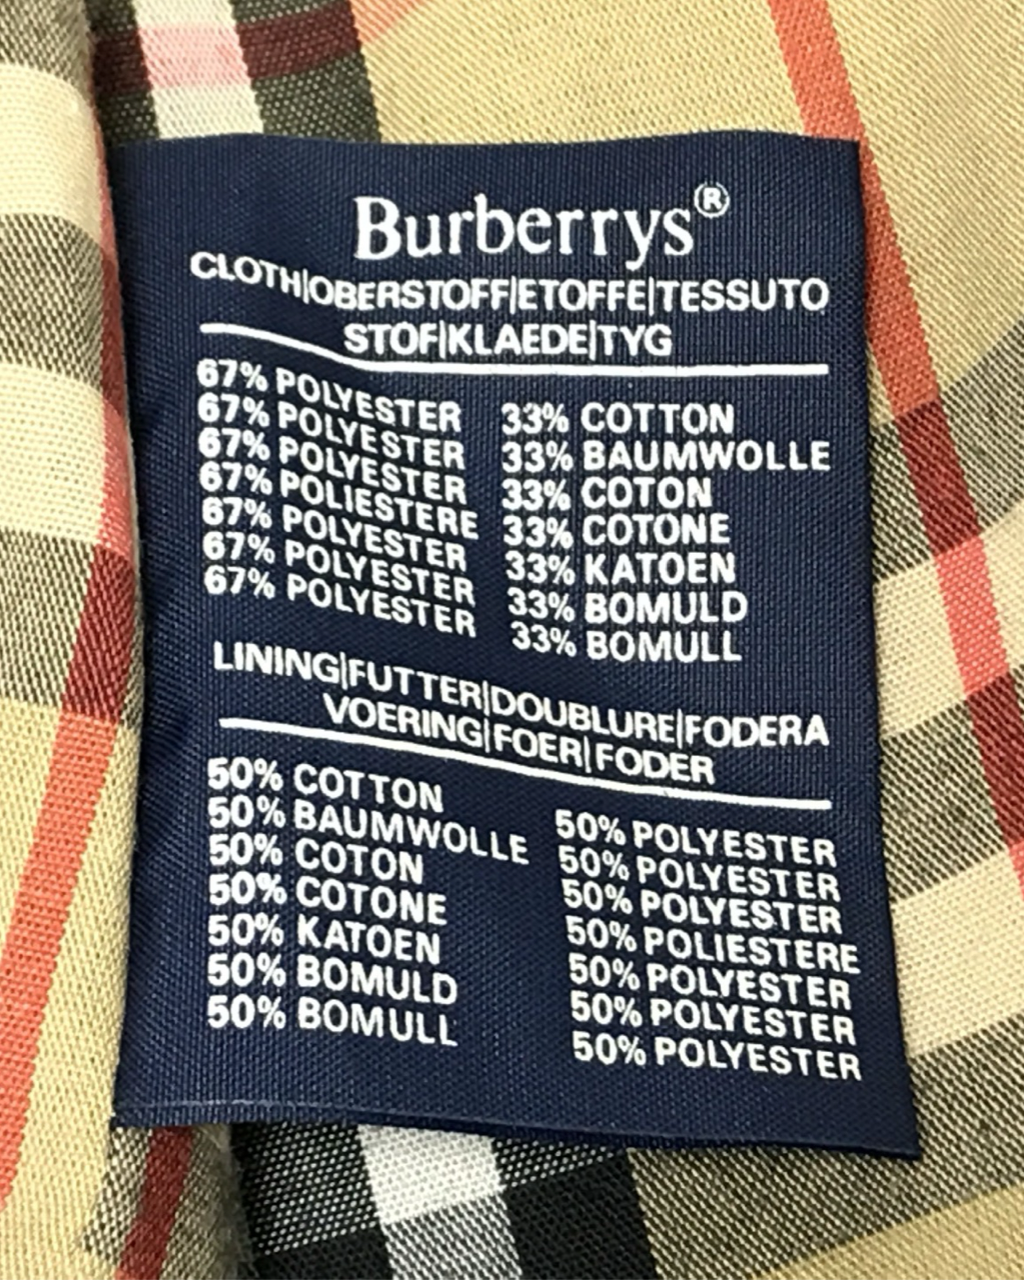 Burberrys®
CLOTH|OBERSTOFF|ETOFFE|TESSUTO
STOF|KLAEDE|TYG
67% POLYESTER 33% COTTON
67% POLYESTER 33% BAUMWOLLE
67% POLYESTER 33% COTON
67% POLIESTERE 33% COTONE
67% POLYESTER 33% KATOEN
67% POLYESTER 33% BOMULD
67% POLYESTER 33% BOMULL
LINING|FUTTER|DOUBLURE|FODERA
VOERING|FOER|FODER
50% COTTON 50% POLYESTER
50% BAUMWOLLE 50% POLYESTER
50% COTON 50% POLYESTER
50% COTONE 50% POLIESTERE
50% KATOEN 50% POLYESTER
50% BOMULD 50% POLYESTER
50% BOMULL 50% POLYESTER